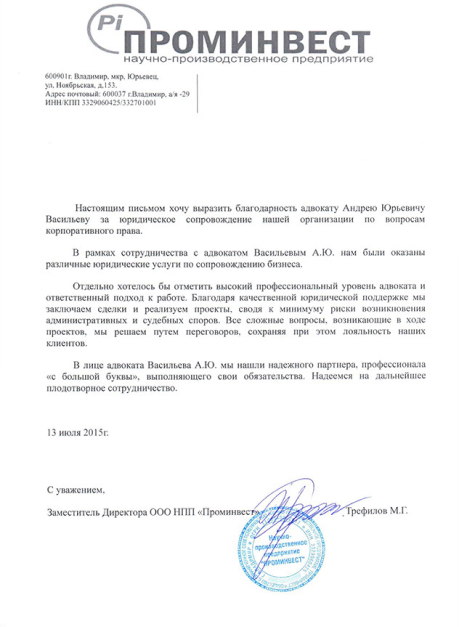 Pi
ПРОМИНВЕСТ
научно-производственное предприятие
600901г. Владимир, мкр. Юрьевец,
ул. Ноябрьская, д.153.
Адрес почтовый: 600037 г.Владимир, а/я -29
ИНН/КПП 3329060425/332701001
Настоящим письмом хочу выразить благодарность адвокату Андрею Юрьевичу
Васильеву за юридическое сопровождение нашей организации по вопросам
корпоративного права.
В рамках сотрудничества с адвокатом Васильевым А.Ю. нам были оказаны
различные юридические услуги по сопровождению бизнеса.
Отдельно хотелось бы отметить высокий профессиональный уровень адвоката и
ответственный подход к работе. Благодаря качественной юридической поддержке мы
заключаем сделки и реализуем проекты, сводя к минимуму риски возникновения
административных и судебных споров. Все сложные вопросы, возникающие в ходе
проектов, мы решаем путем переговоров, сохраняя при этом лояльность наших
клиентов.
В лице адвоката Васильева А.Ю. мы нашли надежного партнера, профессионала
«с большой буквы», выполняющего свои обязательства. Надеемся на дальнейшее
плодотворное сотрудничество.
13 июля 2015г.
С уважением,
Заместитель Директора ООО НПП «Проминвест» Трефилов М.Г.
Научно-
производственное
предприятие
"ПРОМИНВЕСТ"